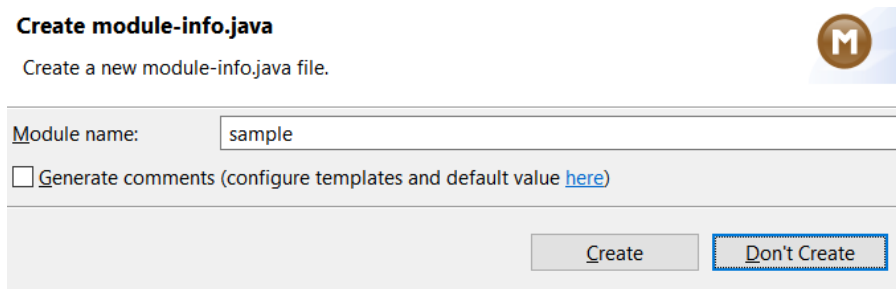 Create module-info.java
M
Create a new module-info.java file.
Module name: sample
Generate comments (configure templates and default value here)
Create Don't Create